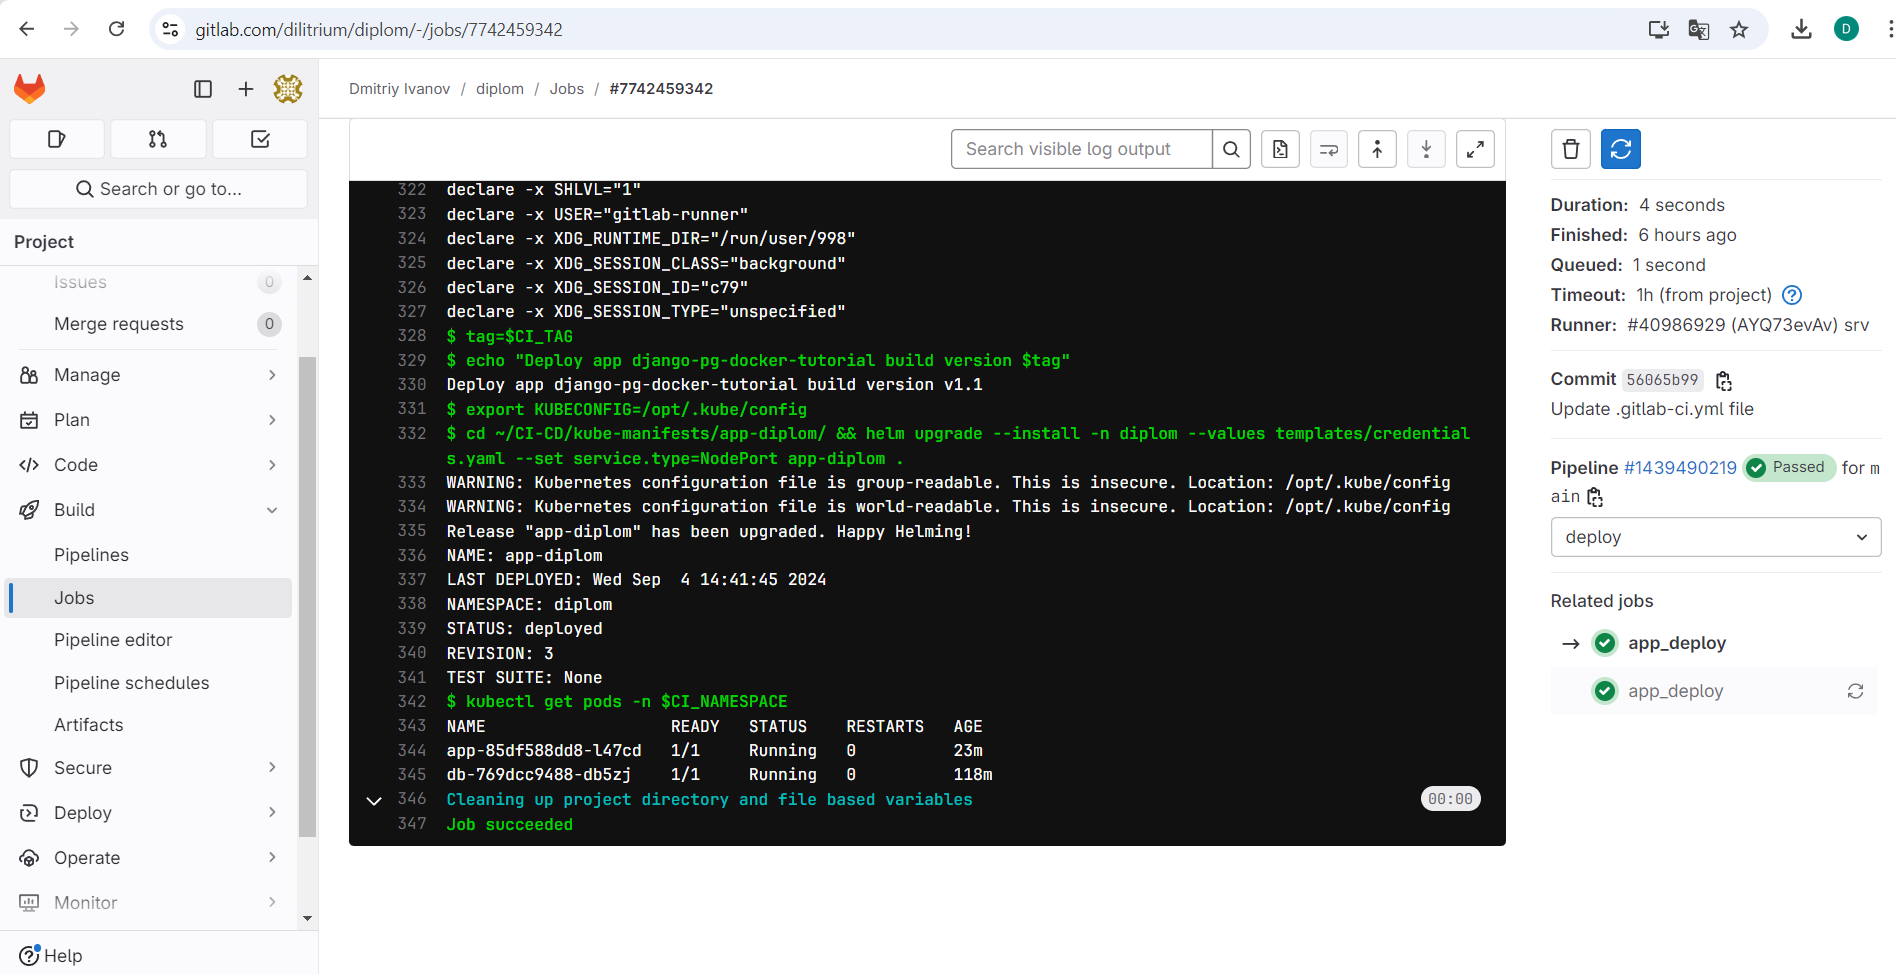 gitlab.com/dilitrium/diplom/-/jobs/7742459342
D
Dmitriy Ivanov / diplom / Jobs / #7742459342
Search or go to...
Project
Issues 0
Merge requests 0
Manage
Plan
Code
Build
Pipelines
Jobs
Pipeline editor
Pipeline schedules
Artifacts
Secure
Deploy
Operate
Monitor
Help
Search visible log output
322 declare -x SHLVL="1"
323 declare -x USER="gitlab-runner"
324 declare -x XDG_RUNTIME_DIR="/run/user/998"
325 declare -x XDG_SESSION_CLASS="background"
326 declare -x XDG_SESSION_ID="c79"
327 declare -x XDG_SESSION_TYPE="unspecified"
328 $ tag=$CI_TAG
329 $ echo "Deploy app django-pg-docker-tutorial build version $tag"
330 Deploy app django-pg-docker-tutorial build version v1.1
331 $ export KUBECONFIG=/opt/.kube/config
332 $ cd ~/CI-CD/kube-manifests/app-diplom/ && helm upgrade --install -n diplom --values templates/credential
s.yaml --set service.type=NodePort app-diplom .
333 WARNING: Kubernetes configuration file is group-readable. This is insecure. Location: /opt/.kube/config
334 WARNING: Kubernetes configuration file is world-readable. This is insecure. Location: /opt/.kube/config
335 Release "app-diplom" has been upgraded. Happy Helming!
336 NAME: app-diplom
337 LAST DEPLOYED: Wed Sep  4 14:41:45 2024
338 NAMESPACE: diplom
339 STATUS: deployed
340 REVISION: 3
341 TEST SUITE: None
342 $ kubectl get pods -n $CI_NAMESPACE
343 NAME READY STATUS RESTARTS AGE
344 app-85df588dd8-l47cd 1/1 Running 0 23m
345 db-769dcc9488-db5zj 1/1 Running 0 118m
346 Cleaning up project directory and file based variables 00:00
347 Job succeeded
Duration: 4 seconds
Finished: 6 hours ago
Queued: 1 second
Timeout: 1h (from project)
Runner: #40986929 (AYQ73evAv) srv
Commit 56065b99
Update .gitlab-ci.yml file
Pipeline #1439490219 Passed for m
ain
deploy
Related jobs
app_deploy
app_deploy